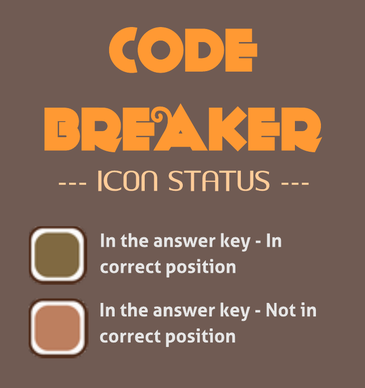 CODE
BREAKER
--- ICON STATUS ---
In the answer key - In
correct position
In the answer key - Not in
correct position